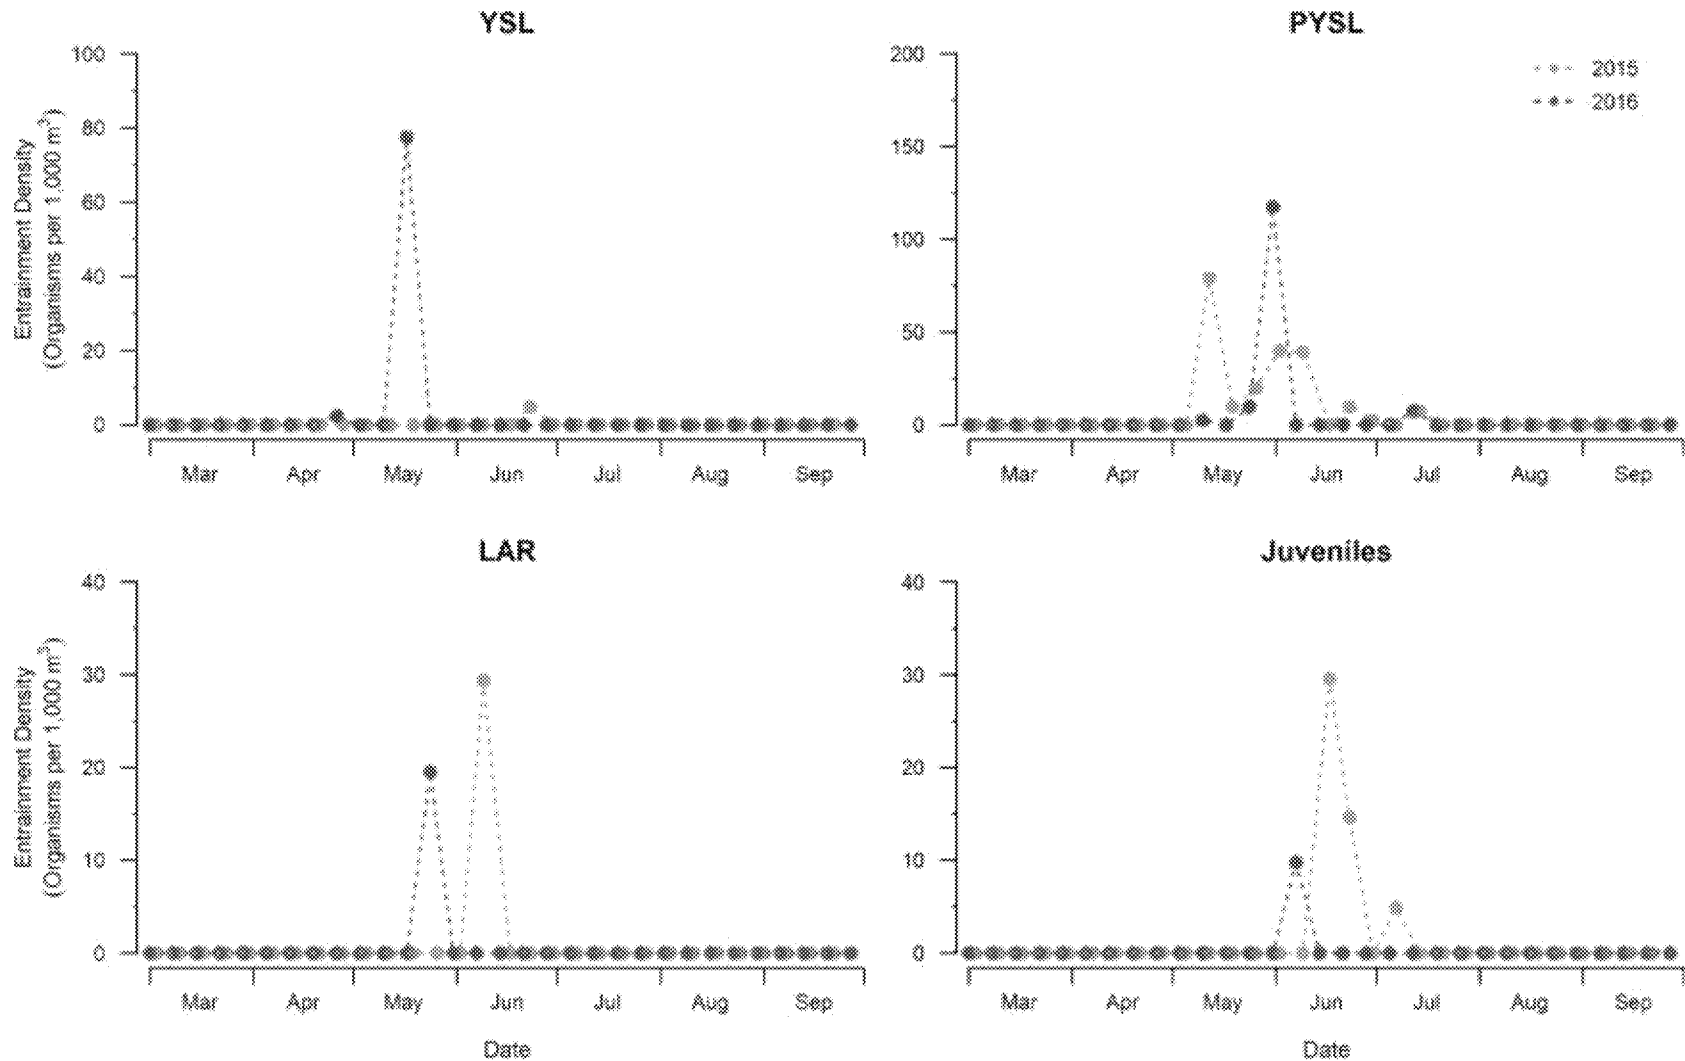 YSL
Entrainment Density
(Organisms per 1,000 m³)
100
80
60
40
20
0
Mar Apr May Jun Jul Aug Sep
PYSL
200
150
100
50
0
2015
2016
Mar Apr May Jun Jul Aug Sep
LAR
Entrainment Density
(Organisms per 1,000 m³)
40
30
20
10
0
Mar Apr May Jun Jul Aug Sep
Date
Juveniles
40
30
20
10
0
Mar Apr May Jun Jul Aug Sep
Date